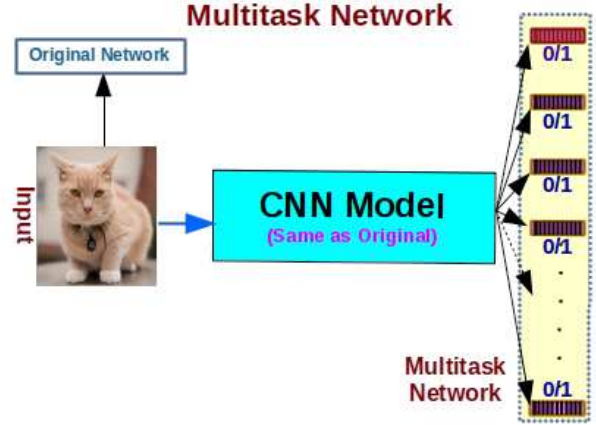 Multitask Network
Original Network
Input
CNN Model
(Same as Original)
0/1
0/1
0/1
0/1
0/1
Multitask
Network